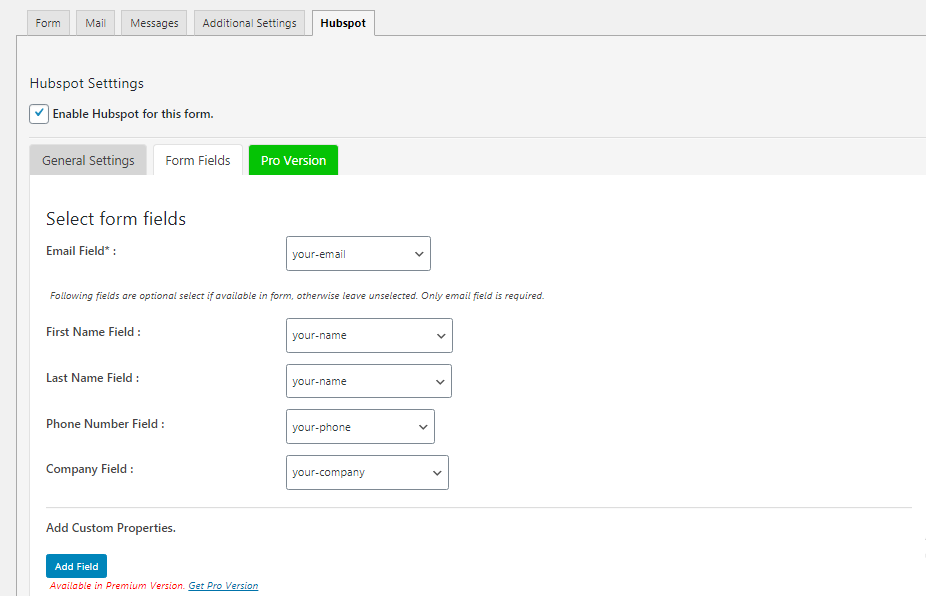 Form Mail Messages Additional Settings Hubspot
Hubspot Setttings
Enable Hubspot for this form.
General Settings Form Fields Pro Version
Select form fields
Email Field* : your-email
Following fields are optional select if available in form, otherwise leave unselected. Only email field is required.
First Name Field : your-name
Last Name Field : your-name
Phone Number Field : your-phone
Company Field : your-company
Add Custom Properties.
Add Field
Available in Premium Version. Get Pro Version